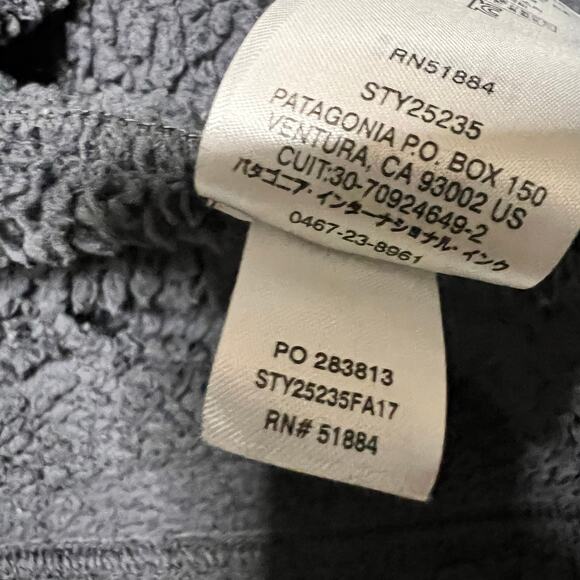 RN51884
STY25235
PATAGONIA P.O. BOX 150
VENTURA, CA 93002 US
CUIT:30-70924649-2
パタゴニア・インターナショナル・インク
0467-23-8961
PO 283813
STY25235FA17
RN# 51884